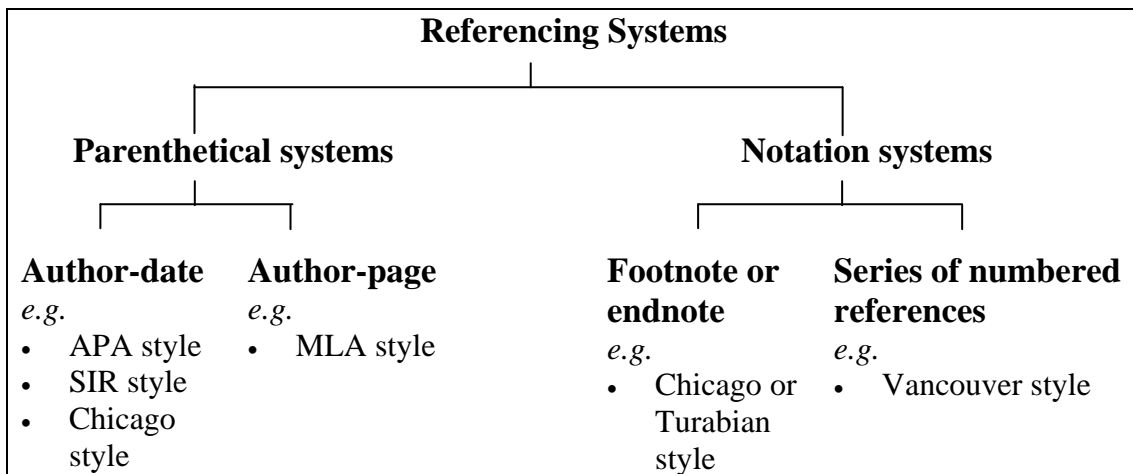 Referencing Systems
Parenthetical systems
Notation systems
Author-date
e.g.
• APA style
• SIR style
• Chicago
style
Author-page
e.g.
• MLA style
Footnote or
endnote
e.g.
• Chicago or
Turabian
style
Series of numbered
references
e.g.
• Vancouver style